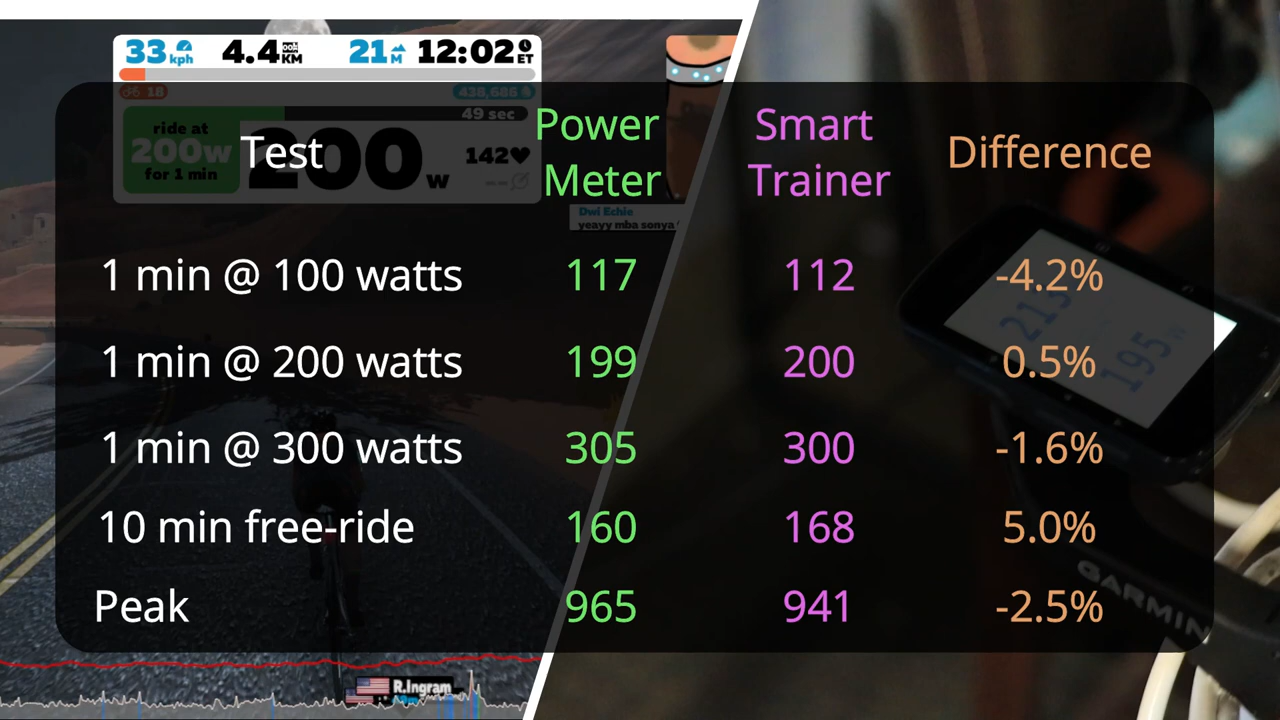 33 kph 4.4 KM 21 M 12:02 ET
18 438,686
49 sec
ride at
200w
for 1 min
200 w 142
Dwi Echie
yeayy mba sonya
Test Power Meter Smart Trainer Difference
1 min @ 100 watts 117 112 -4.2%
1 min @ 200 watts 199 200 0.5%
1 min @ 300 watts 305 300 -1.6%
10 min free-ride 160 168 5.0%
Peak 965 941 -2.5%
213
195w
GARMIN
R.Ingram